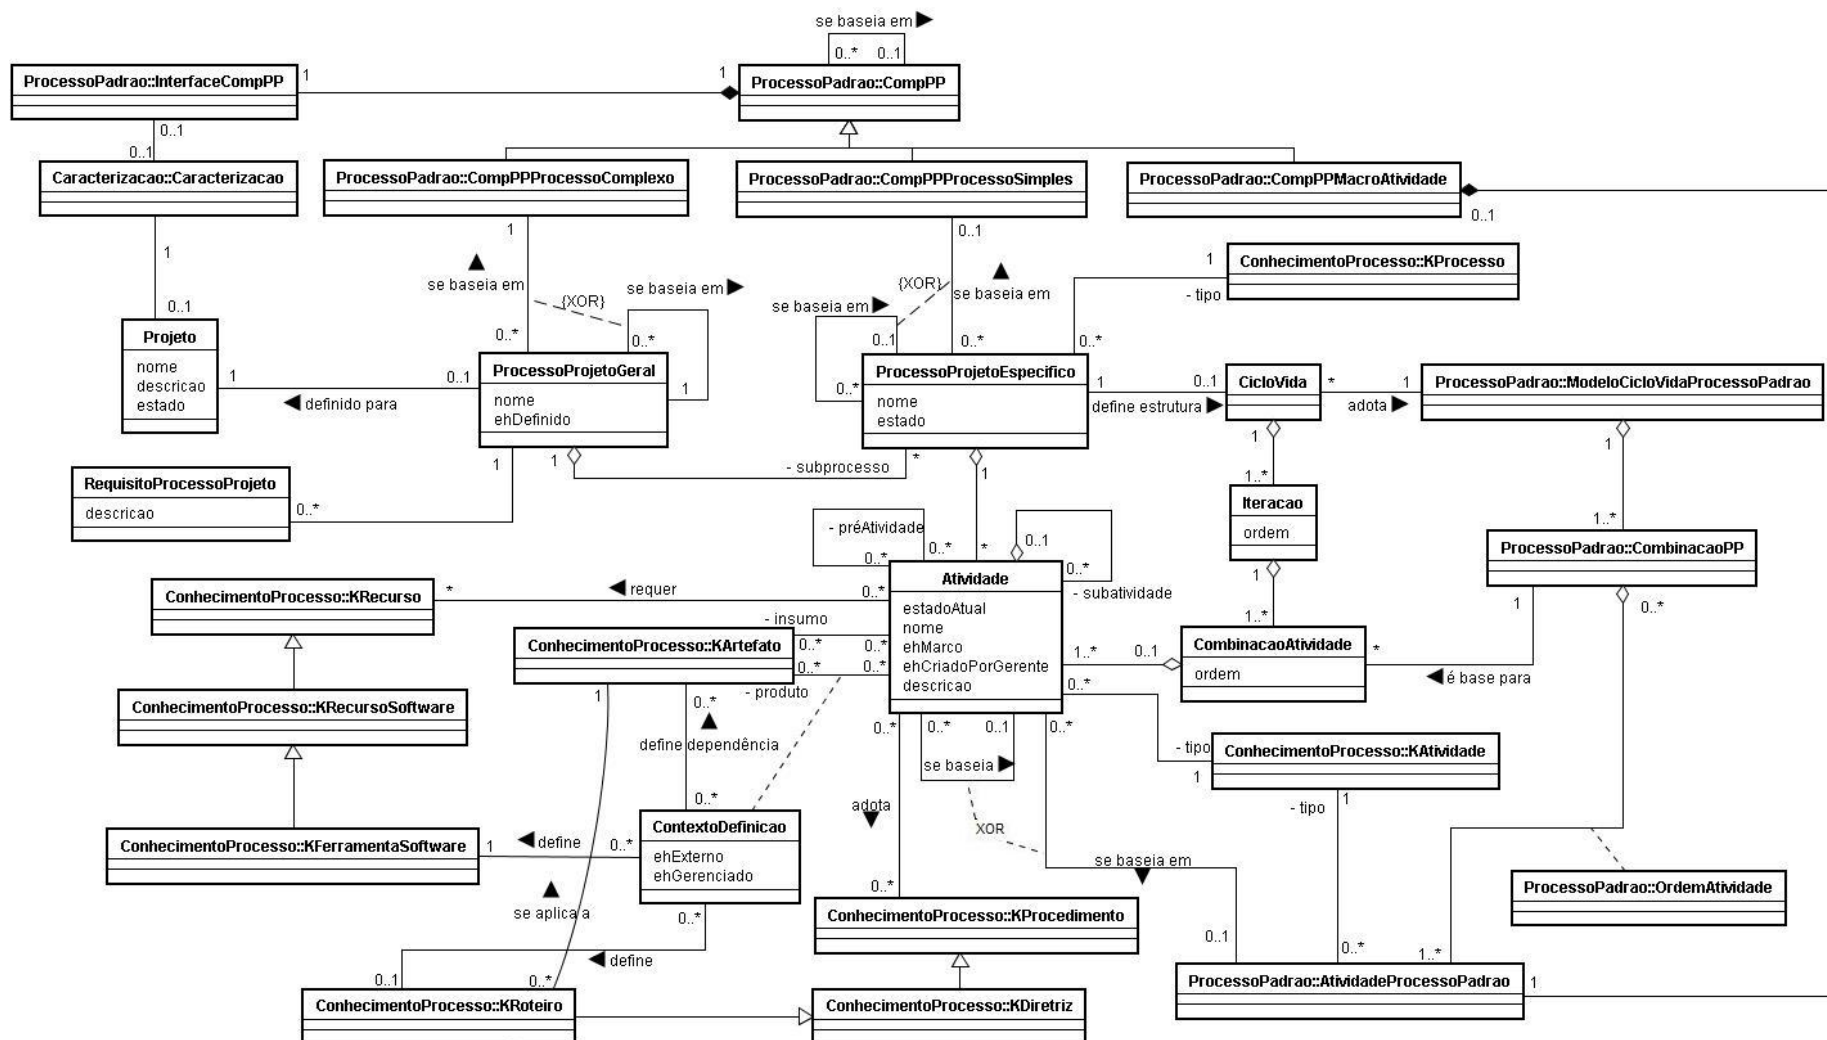 se baseia em ▶
0..* 0..1
ProcessoPadrao::InterfaceCompPP
1
1
ProcessoPadrao::CompPP
0..1
0..1
Caracterizacao::Caracterizacao
ProcessoPadrao::CompPPProcessoComplexo
ProcessoPadrao::CompPPProcessoSimples
ProcessoPadrao::CompPPMacroAtividade
0..1
1
1
0..1
1
ConhecimentoProcesso::KProcesso
- tipo
▲
se baseia em
{XOR}
se baseia em ▶
se baseia em ▶
{XOR}
▲
se baseia em
0..1
0..*
0..*
0..1
0..*
0..*
Projeto
nome
descricao
estado
1
◀ definido para
0..1
ProcessoProjetoGeral
nome
ehDefinido
1
0..*
ProcessoProjetoEspecifico
nome
estado
1
0..1
define estrutura ▶
CicloVida
*
1
adota ▶
ProcessoPadrao::ModeloCicloVidaProcessoPadrao
1
1
- subprocesso
*
1
1
1
RequisitoProcessoProjeto
descricao
0..*
1..*
Iteracao
ordem
- préAtividade
0..*
0..*
*
0..1
0..*
- subatividade
1..*
ProcessoPadrao::CombinacaoPP
1
0..*
ConhecimentoProcesso::KRecurso
*
◀ requer
0..*
Atividade
estadoAtual
nome
ehMarco
ehCriadoPorGerente
descricao
1
1..*
- insumo
0..*
0..*
ConhecimentoProcesso::KArtefato
0..*
0..*
- produto
1..*
0..1
CombinacaoAtividade
ordem
*
◀ é base para
ConhecimentoProcesso::KRecursoSoftware
1
0..*
▲
define dependência
0..*
0..*
0..*
0..1
0..*
0..*
se baseia ▶
- tipo
1
ConhecimentoProcesso::KAtividade
- tipo
1
adota
▼
XOR
ConhecimentoProcesso::KFerramentaSoftware
1
◀ define
0..*
ContextoDefinicao
ehExterno
ehGerenciado
se baseia em
▼
▲
se aplica a
0..*
0..*
ProcessoPadrao::OrdemAtividade
ConhecimentoProcesso::KProcedimento
◀ define
0..1
0..*
0..1
0..*
1..*
ConhecimentoProcesso::KRoteiro
ConhecimentoProcesso::KDiretriz
ProcessoPadrao::AtividadeProcessoPadrao
1